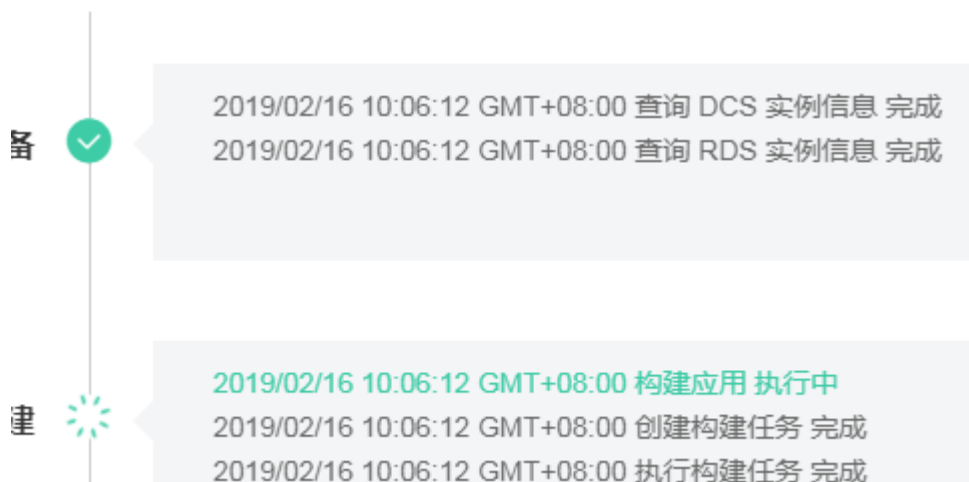 2019/02/16 10:06:12 GMT+08:00 查询 DCS 实例信息 完成
备
2019/02/16 10:06:12 GMT+08:00 查询 RDS 实例信息 完成
2019/02/16 10:06:12 GMT+08:00 构建应用 执行中
建
2019/02/16 10:06:12 GMT+08:00 创建构建任务 完成
2019/02/16 10:06:12 GMT+08:00 执行构建任务 完成